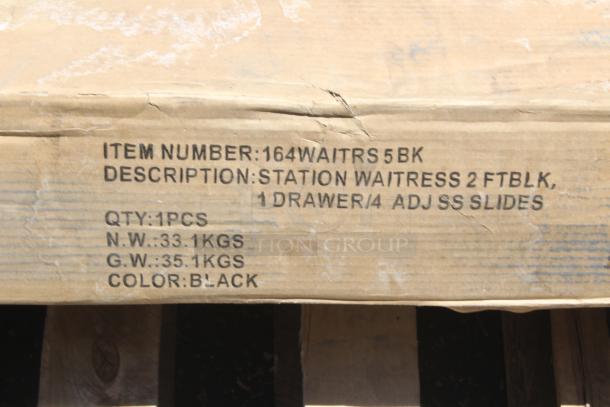 ITEM NUMBER:164WAITRS5BK
DESCRIPTION:STATION WAITRESS 2 FTBLK,
1 DRAWER/4 ADJ SS SLIDES
QTY:1PCS
N.W.:33.1KGS
G.W.:35.1KGS
COLOR:BLACK